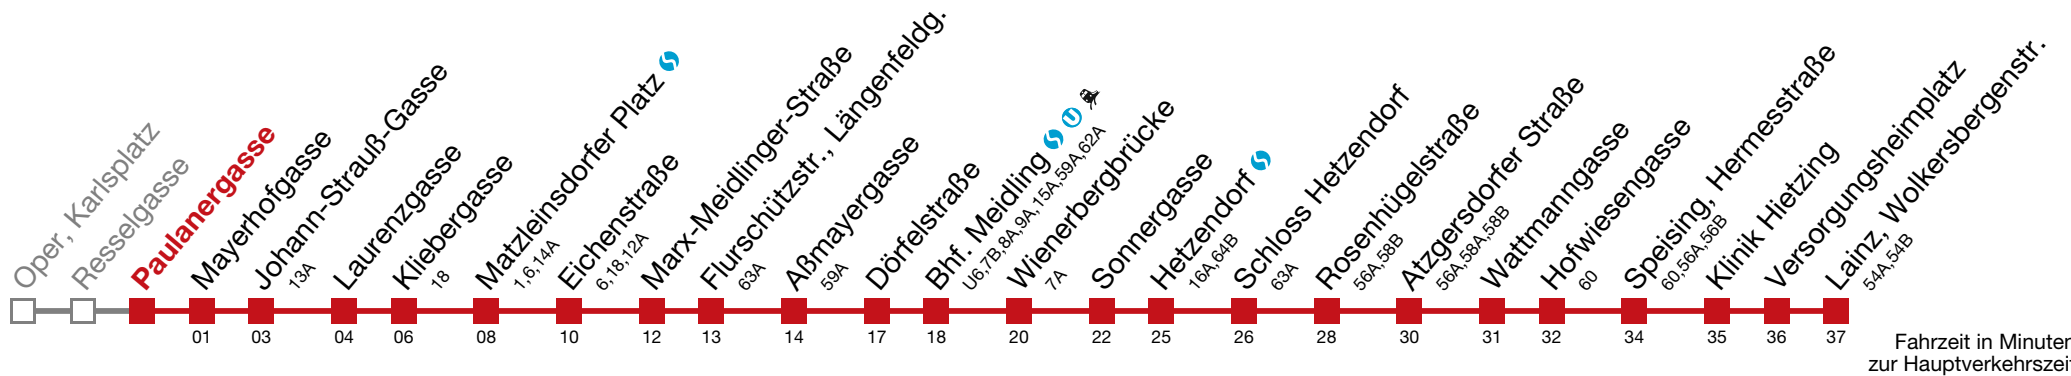 Oper, Karlsplatz
Resselgasse
Paulanergasse
Mayerhofgasse
01
Johann-Strauß-Gasse
13A
03
Laurenzgasse
04
Kliebergasse
18
06
Matzleinsdorfer Platz S
1,6,14A
08
Eichenstraße
6,18,12A
10
Marx-Meidlinger-Straße
12
Flurschützstr., Längenfeldg.
63A
13
Aßmayergasse
59A
14
Dörfelstraße
17
Bhf. Meidling S U
U6,7B,8A,9A,15A,59A,62A
18
Wienerbergbrücke
7A
20
Sonnergasse
22
Hetzendorf S
16A,64B
25
Schloss Hetzendorf
63A
26
Rosenhügelstraße
56A,58B
28
Atzgersdorfer Straße
56A,58A,58B
30
Wattmanngasse
31
Hofwiesengasse
60
32
Speising, Hermesstraße
60,56A,56B
34
Klinik Hietzing
35
Versorgungsheimplatz
36
Lainz, Wolkersbergenstr.
54A,54B
37
Fahrzeit in Minuten
zur Hauptverkehrszeit